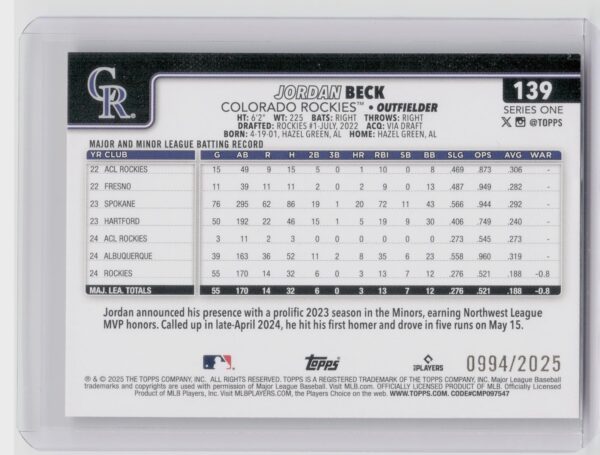 CR
139
JORDAN BECK
COLORADO ROCKIES™ • OUTFIELDER
SERIES ONE
HT: 6'2" WT: 225 BATS: RIGHT THROWS: RIGHT
@TOPPS
DRAFTED: ROCKIES #1-JULY, 2022 ACQ: VIA DRAFT
BORN: 4-19-01, HAZEL GREEN, AL HOME: HAZEL GREEN, AL
MAJOR AND MINOR LEAGUE BATTING RECORD
YR CLUB G AB R H 2B 3B HR RBI SB BB SLG OPS AVG WAR
22 ACL ROCKIES 15 49 9 15 5 0 1 10 0 8 .469 .873 .306 -
22 FRESNO 11 39 11 11 2 0 2 9 0 13 .487 .949 .282 -
23 SPOKANE 76 295 62 86 19 1 20 72 11 43 .566 .944 .292 -
23 HARTFORD 50 192 22 46 15 1 5 19 9 30 .406 .749 .240 -
24 ACL ROCKIES 3 11 2 3 0 0 0 0 0 0 .273 .545 .273 -
24 ALBUQUERQUE 39 163 36 52 11 2 8 35 6 23 .558 .960 .319 -
24 ROCKIES 55 170 14 32 6 0 3 13 7 12 .276 .521 .188 -0.8
MAJ. LEA. TOTALS 55 170 14 32 6 0 3 13 7 12 .276 .521 .188 -0.8
Jordan announced his presence with a prolific 2023 season in the Minors, earning Northwest League
MVP honors. Called up in late-April 2024, he hit his first homer and drove in five runs on May 15.
Topps
PLAYERS
0994/2025
® & © 2025 THE TOPPS COMPANY, INC. ALL RIGHTS RESERVED. TOPPS IS A REGISTERED TRADEMARK OF THE TOPPS COMPANY, INC. Major League Baseball
trademarks and copyrights are used with permission of Major League Baseball. Visit MLB.com. OFFICIALLY LICENSED PRODUCT OF MLB PLAYERS, INC. Officially Licensed
Product of MLB Players, Inc. Visit MLBPLAYERS.com, the Players Choice on the web. WWW.TOPPS.COM. CODE#CMP097547